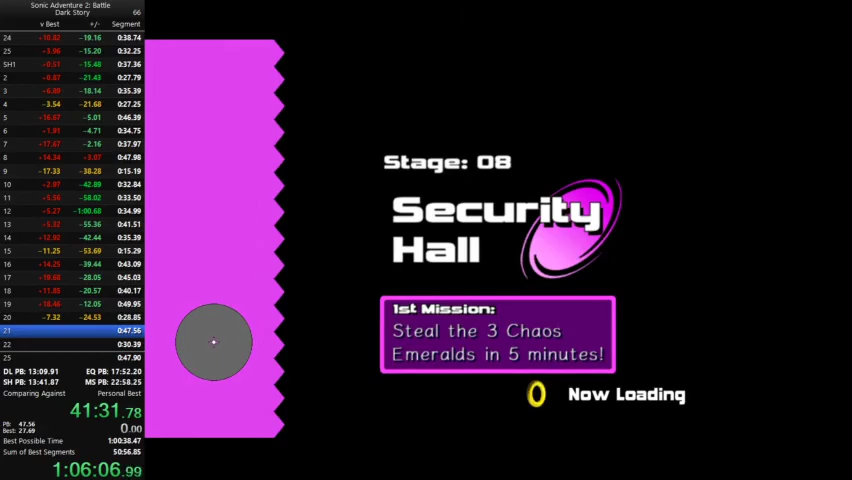 Sonic Adventure 2: Battle
Dark Story 66
v Best +/- Segment
24 +10.82 −19.16 0:38.74
25 +3.96 −15.20 0:32.25
SH1 +0.51 −15.48 0:37.36
2 +0.87 −21.43 0:27.79
3 +6.89 −18.14 0:35.39
4 −3.54 −21.68 0:27.25
5 +16.67 −5.01 0:46.39
6 +1.91 −4.71 0:34.75
7 +17.67 −2.16 0:37.97
8 +14.34 +3.07 0:47.98
9 −17.33 −38.28 0:15.19
10 +2.97 −42.89 0:32.84
11 +5.56 −58.02 0:33.50
12 +5.27 −1:00.68 0:34.99
13 −5.32 −55.36 0:41.51
14 +12.92 −42.44 0:35.39
15 −11.25 −53.69 0:15.29
16 +14.25 −39.44 0:43.09
17 +19.68 −28.05 0:45.03
18 +11.85 −20.57 0:40.17
19 +18.46 −12.05 0:49.95
20 −7.32 −24.53 0:28.85
21 0:47.56
22 0:30.39
25 0:47.90
DL PB: 13:09.91 EQ PB: 17:52.20
SH PB: 13:41.87 MS PB: 22:58.25
Comparing Against Personal Best
41:31.78
PB: 47.56
Best: 27.69 0.00
Best Possible Time 1:00:38.47
Sum of Best Segments 50:56.85
1:06:06.99
Stage: 08
Security
Hall
1st Mission:
Steal the 3 Chaos
Emeralds in 5 minutes!
Now Loading